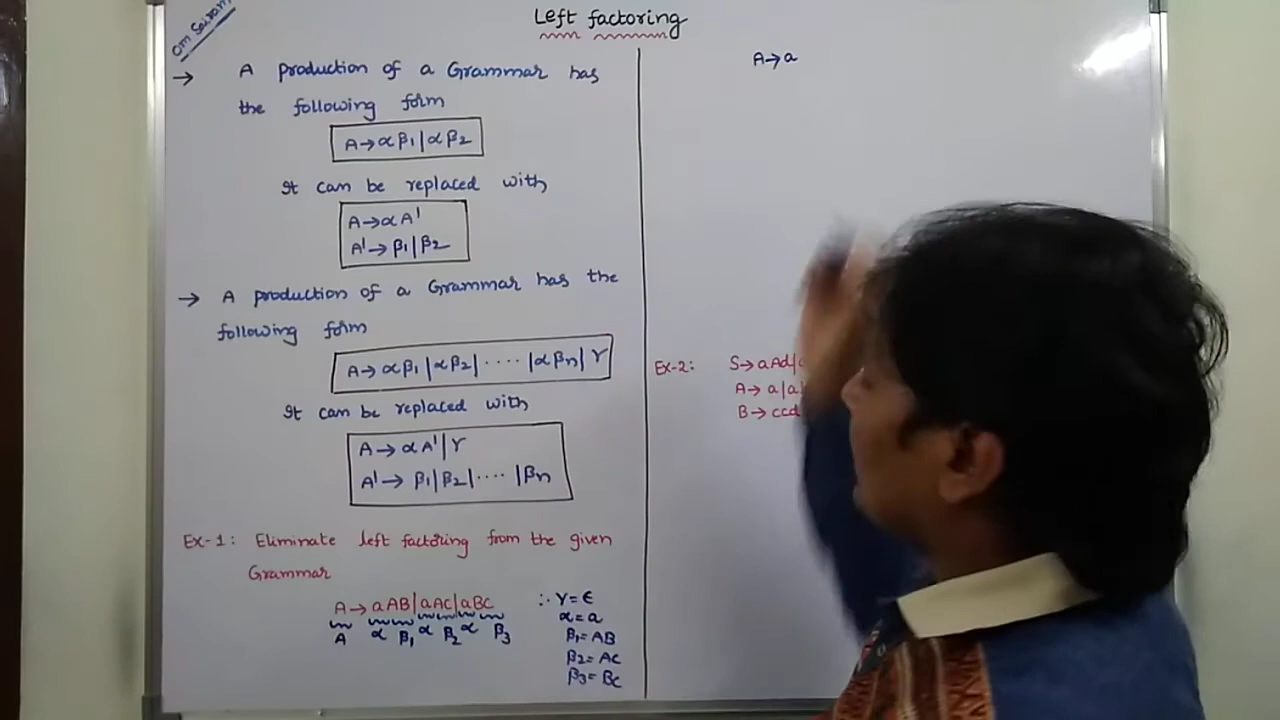 Om Sairam
Left factoring
→ A production of a Grammar has
the following form
A→αβ1|αβ2
It can be replaced with
A→αA'
A'→β1|β2
→ A production of a Grammar has the
following form
A→αβ1|αβ2|....|αβn|γ
It can be replaced with
A→αA'|γ
A'→β1|β2|....|βn
Ex-1: Eliminate left factoring from the given
Grammar
A→aAB|aAC|aBC
A α β1 α β2 α β3
∴ γ=ϵ
α=a
β1=AB
β2=AC
β3=BC
A→a
Ex-2: S→aAd|
A→a|a
B→ccd